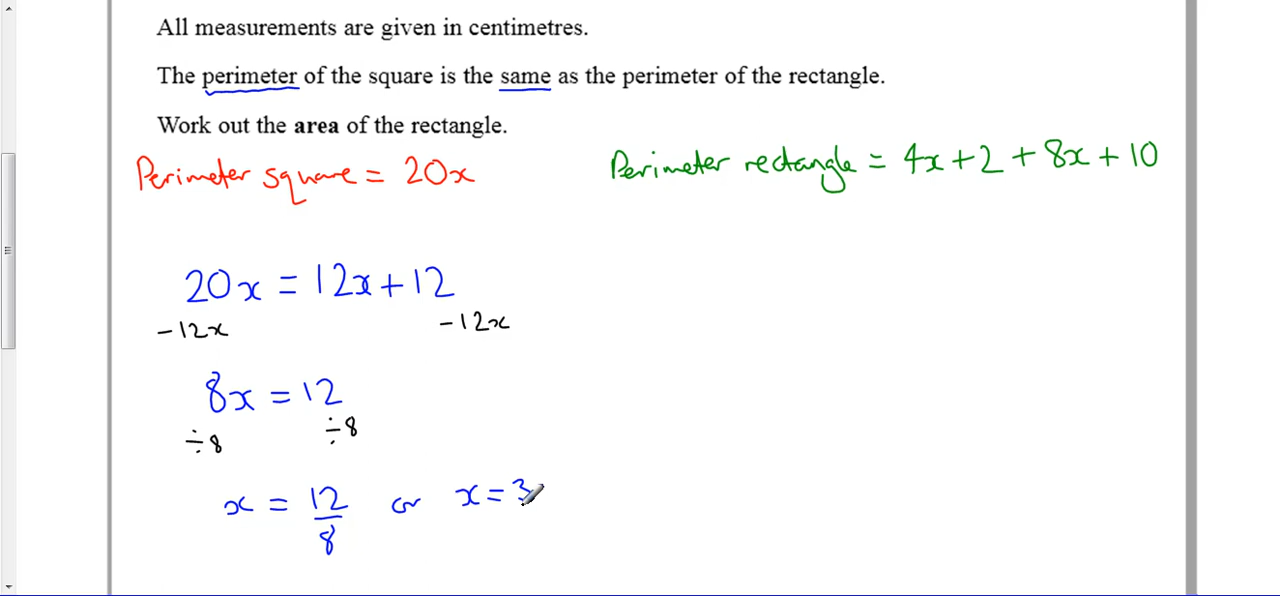 All measurements are given in centimetres.
The perimeter of the square is the same as the perimeter of the rectangle.
Work out the area of the rectangle.
Perimeter square = 20x
Perimeter rectangle = 4x + 2 + 8x + 10
20x = 12x + 12
-12x -12x
8x = 12
÷8 ÷8
x = 12/8 or x = 3